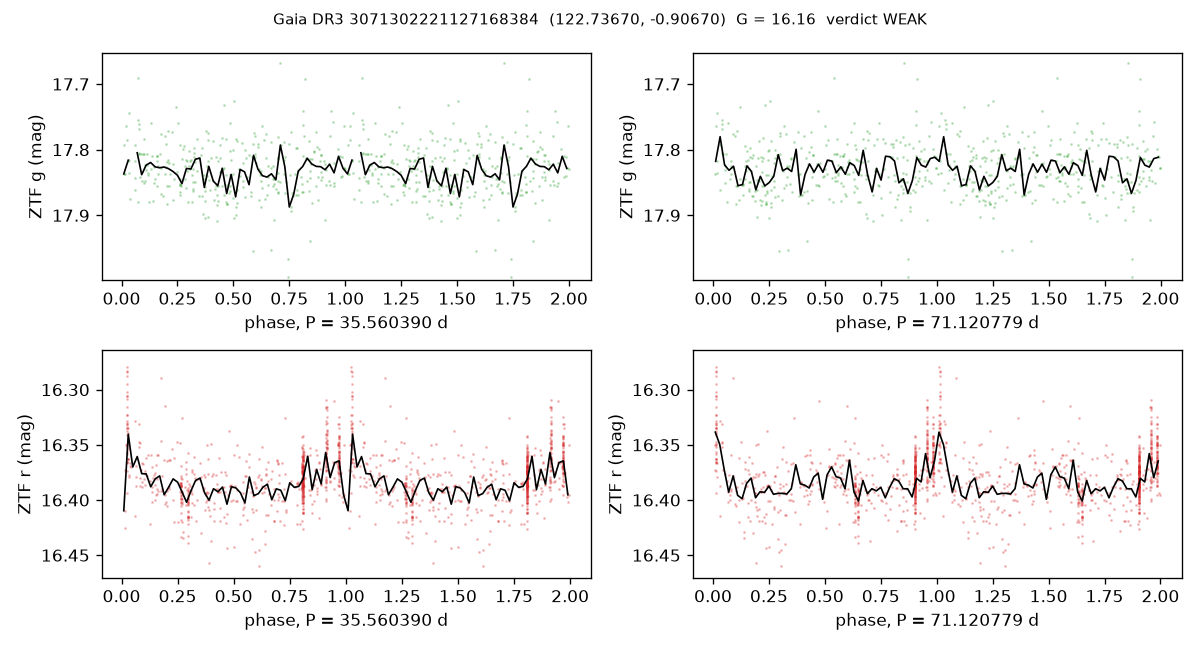 Gaia DR3 3071302221127168384  (122.73670, -0.90670)  G = 16.16  verdict WEAK
ZTF g (mag)
17.7
17.8
17.9
0.00 0.25 0.50 0.75 1.00 1.25 1.50 1.75 2.00
phase, P = 35.560390 d
ZTF g (mag)
17.7
17.8
17.9
0.00 0.25 0.50 0.75 1.00 1.25 1.50 1.75 2.00
phase, P = 71.120779 d
ZTF r (mag)
16.30
16.35
16.40
16.45
0.00 0.25 0.50 0.75 1.00 1.25 1.50 1.75 2.00
phase, P = 35.560390 d
ZTF r (mag)
16.30
16.35
16.40
16.45
0.00 0.25 0.50 0.75 1.00 1.25 1.50 1.75 2.00
phase, P = 71.120779 d